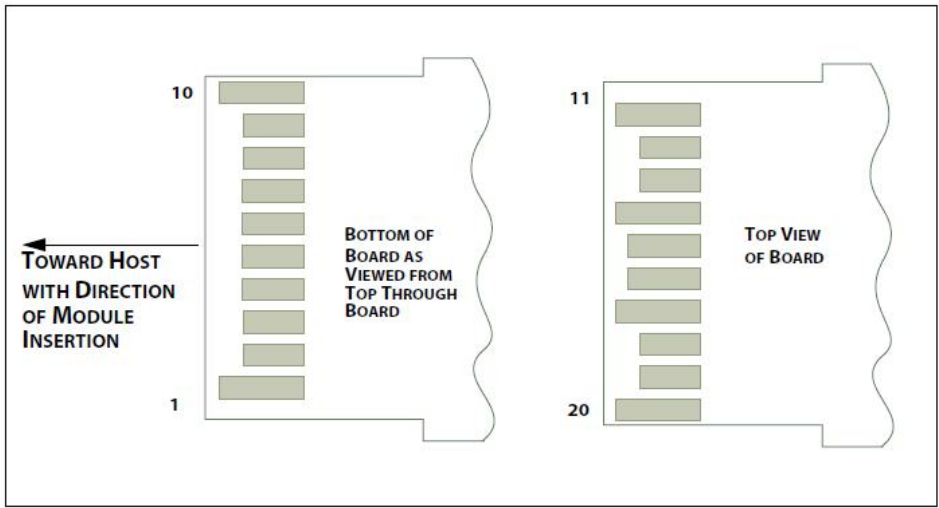 10
1
TOWARD HOST
WITH DIRECTION
OF MODULE
INSERTION
BOTTOM OF
BOARD AS
VIEWED FROM
TOP THROUGH
BOARD
11
20
TOP VIEW
OF BOARD